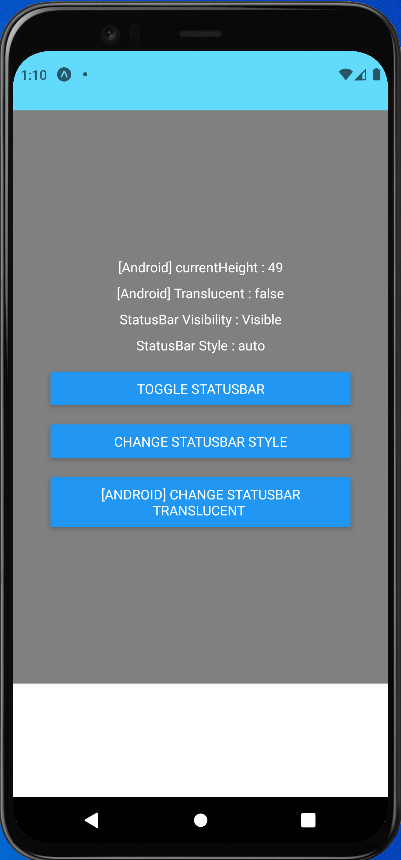 1:10
[Android] currentHeight : 49
[Android] Translucent : false
StatusBar Visibility : Visible
StatusBar Style : auto
TOGGLE STATUSBAR
CHANGE STATUSBAR STYLE
[ANDROID] CHANGE STATUSBAR
TRANSLUCENT